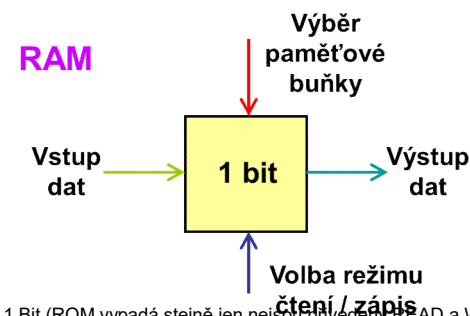 Výběr
paměťové
buňky
RAM
Vstup
dat
1 bit
Výstup
dat
Volba režimu
čtení / zápis
1 Bit (ROM vypadá stejně jen READ a